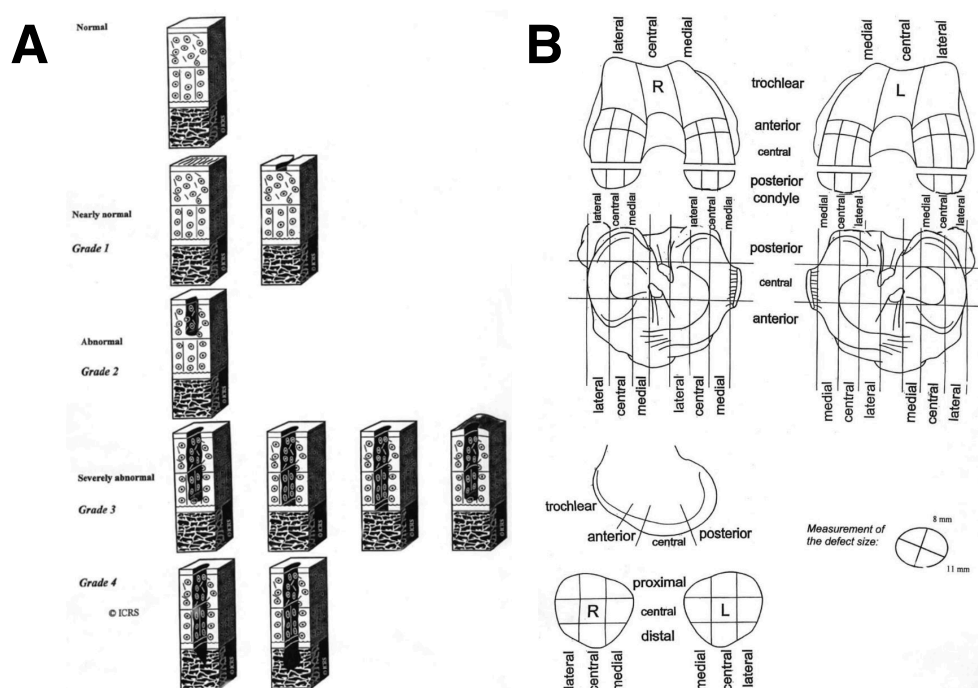 A
Normal
Nearly normal
Grade 1
Abnormal
Grade 2
Severely abnormal
Grade 3
Grade 4
© ICRS
B
lateral central medial
medial central lateral
R
L
trochlear
anterior
central
posterior
condyle
lateral central medial
lateral central medial
medial central lateral
medial central lateral
posterior
central
anterior
lateral central medial
lateral central medial
medial central lateral
medial central lateral
trochlear
anterior
central
posterior
Measurement of
the defect size:
8 mm
11 mm
proximal
central
distal
R
L
lateral central medial
medial central lateral